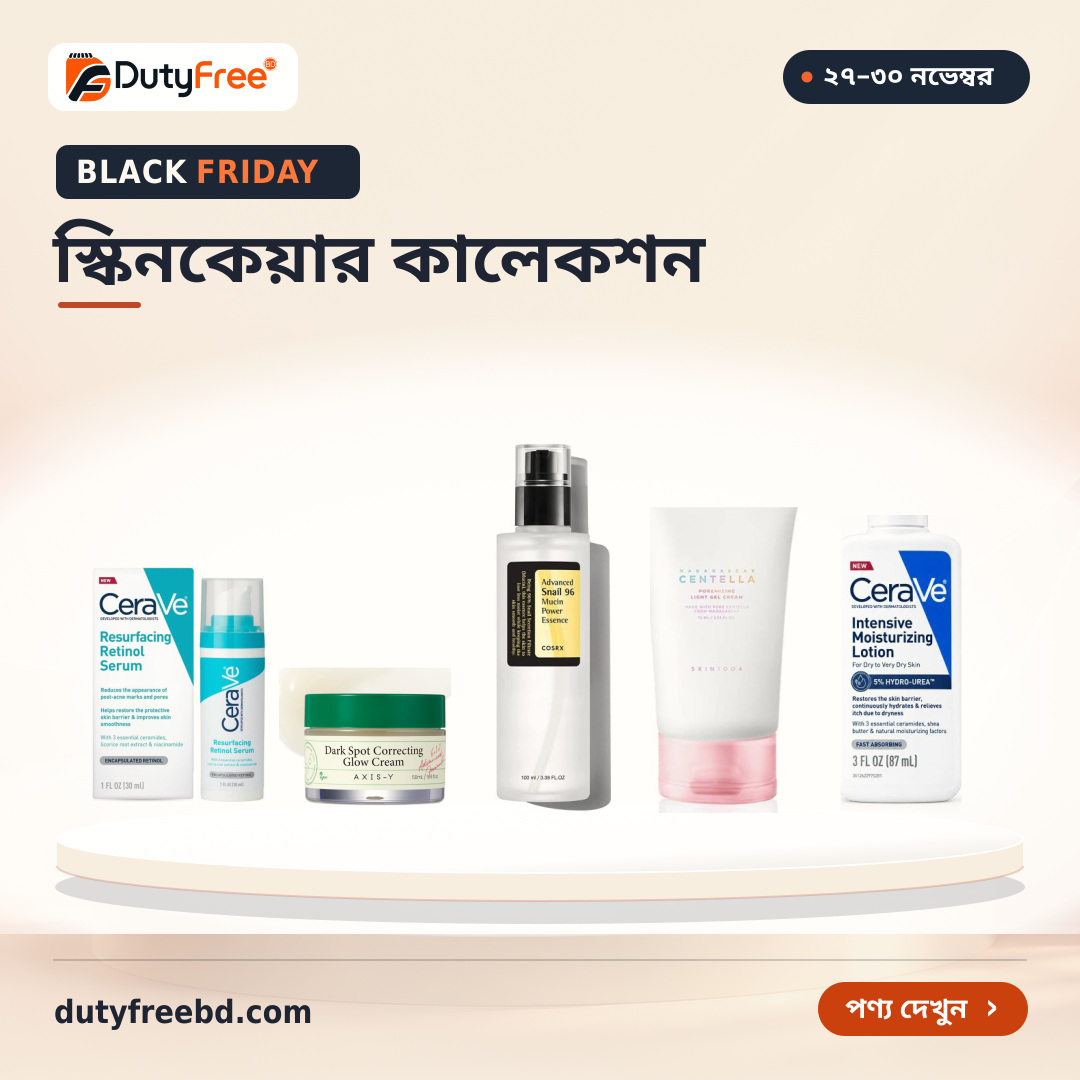 DutyFree BD
২৭–৩০ নভেম্বর
BLACK FRIDAY
স্কিনকেয়ার কালেকশন
NEW
CeraVe
DEVELOPED WITH DERMATOLOGISTS
Resurfacing
Retinol
Serum
Reduces the appearance of
post-acne marks and pores
Helps restore the protective
skin barrier & improves skin
smoothness
With 3 essential ceramides,
licorice root extract & niacinamide
ENCAPSULATED RETINOL
1 FL OZ (30 ml)
CeraVe
Resurfacing
Retinol Serum
Dark Spot Correcting
Glow Cream
AXIS-Y
Advanced
Snail 96
Mucin
Power
Essence
COSRX
100 ml / 3.38 FL.OZ
MADAGASCAR
CENTELLA
POREMIZING
LIGHT GEL CREAM
SKIN1004
NEW
CeraVe
DEVELOPED WITH DERMATOLOGISTS
Intensive
Moisturizing
Lotion
For Dry to Very Dry Skin
5% HYDRO-UREA™
Restores the skin barrier,
continuously hydrates & relieves
itch due to dryness
With 3 essential ceramides, shea
butter & natural moisturizing factors
FAST ABSORBING
3 FL OZ (87 mL)
dutyfreebd.com
পণ্য দেখুন ›